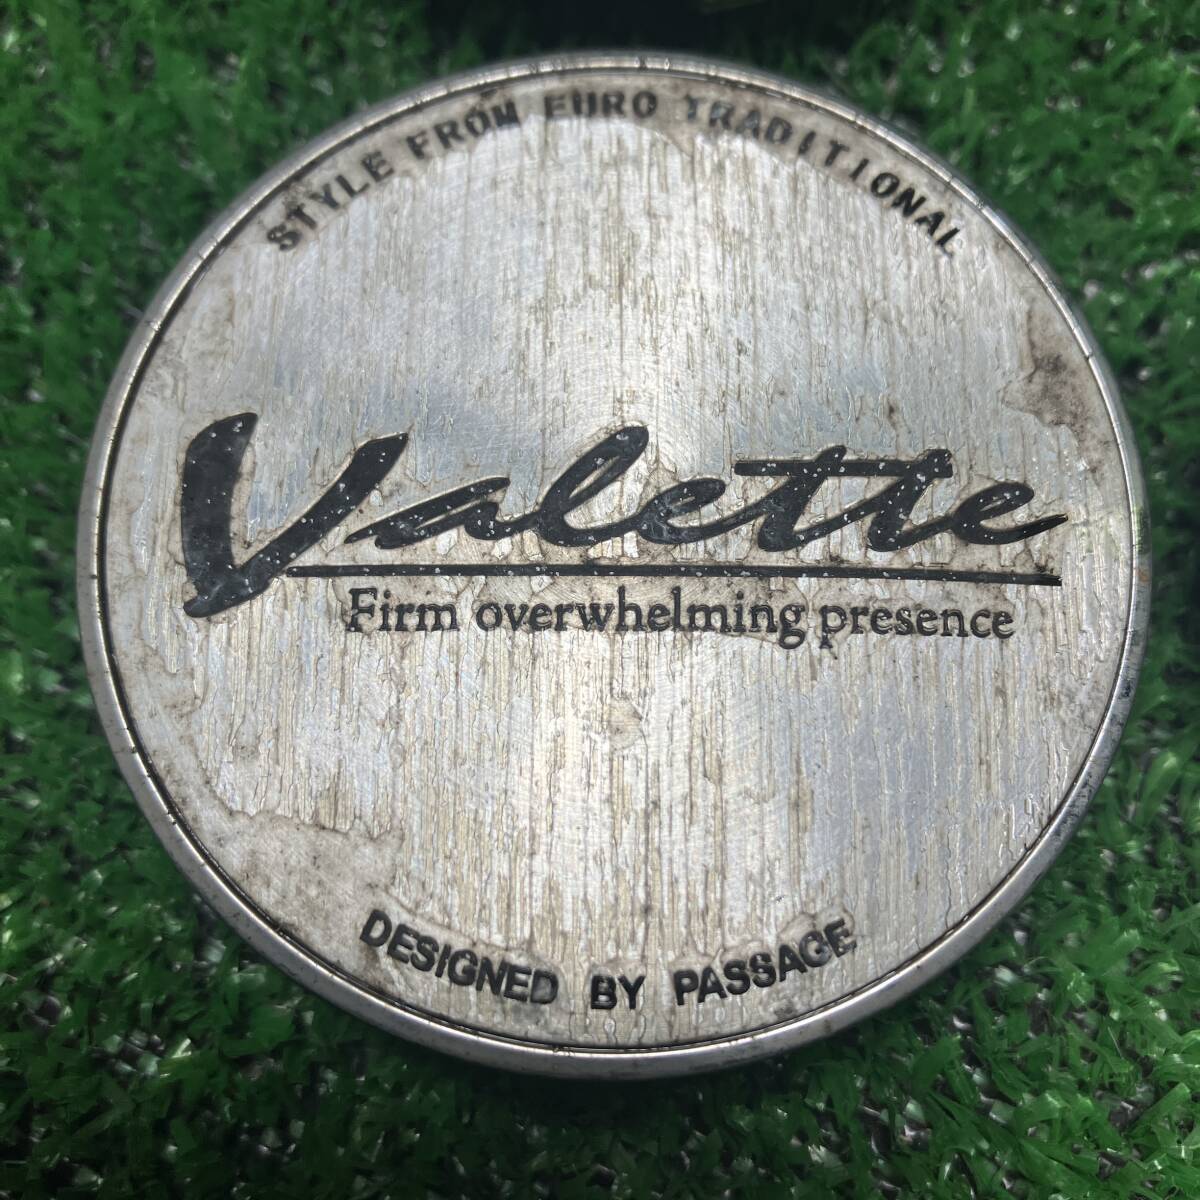 STYLE FROM EURO TRADITIONAL
Valette
Firm overwhelming presence
DESIGNED BY PASSAGE